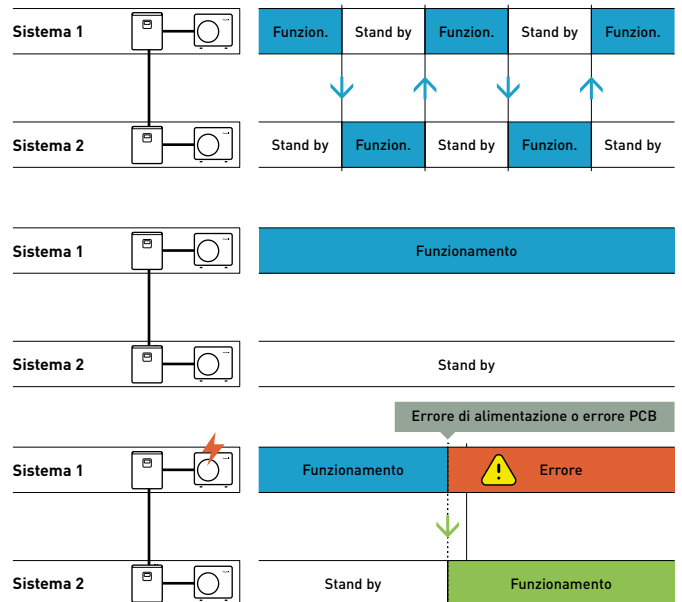 Sistema 1 Funzion. Stand by Funzion. Stand by Funzion.
Sistema 2 Stand by Funzion. Stand by Funzion. Stand by
Sistema 1 Funzionamento
Sistema 2 Stand by
Errore di alimentazione o errore PCB
Sistema 1 Funzionamento ! Errore
Sistema 2 Stand by Funzionamento